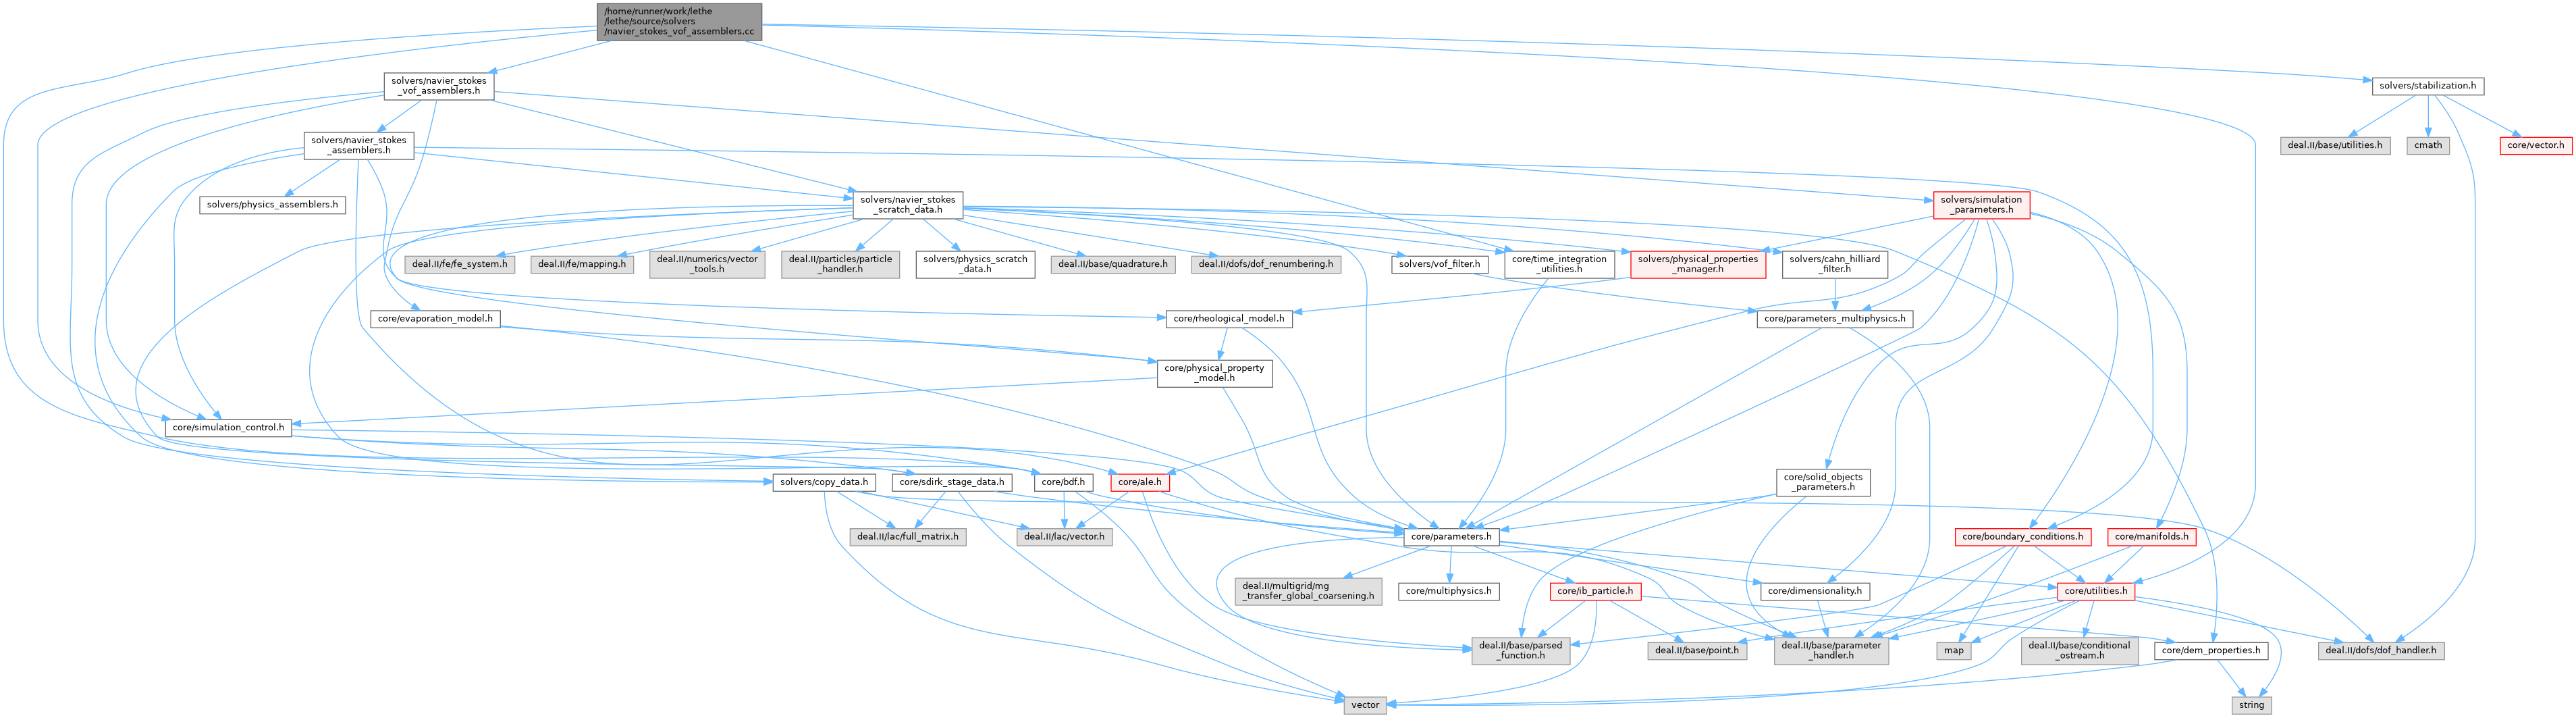 /home/runner/work/lethe
/lethe/source/solvers
/navier_stokes_vof_assemblers.cc
solvers/navier_stokes
_vof_assemblers.h
solvers/stabilization.h
solvers/navier_stokes
_assemblers.h
deal.II/base/utilities.h
cmath
core/vector.h
solvers/physics_assemblers.h
solvers/navier_stokes
_scratch_data.h
solvers/simulation
_parameters.h
deal.II/fe/fe_system.h
deal.II/fe/mapping.h
deal.II/numerics/vector
_tools.h
deal.II/particles/particle
_handler.h
solvers/physics_scratch
_data.h
deal.II/base/quadrature.h
deal.II/dofs/dof_renumbering.h
solvers/vof_filter.h
core/time_integration
_utilities.h
solvers/physical_properties
_manager.h
solvers/cahn_hilliard
_filter.h
core/evaporation_model.h
core/rheological_model.h
core/parameters_multiphysics.h
core/physical_property
_model.h
core/simulation_control.h
solvers/copy_data.h
core/sdirk_stage_data.h
core/bdf.h
core/ale.h
core/solid_objects
_parameters.h
deal.II/lac/full_matrix.h
deal.II/lac/vector.h
core/parameters.h
core/boundary_conditions.h
core/manifolds.h
deal.II/multigrid/mg
_transfer_global_coarsening.h
core/multiphysics.h
core/ib_particle.h
core/dimensionality.h
core/utilities.h
deal.II/base/parsed
_function.h
deal.II/base/point.h
deal.II/base/parameter
_handler.h
map
deal.II/base/conditional
_ostream.h
core/dem_properties.h
deal.II/dofs/dof_handler.h
vector
string